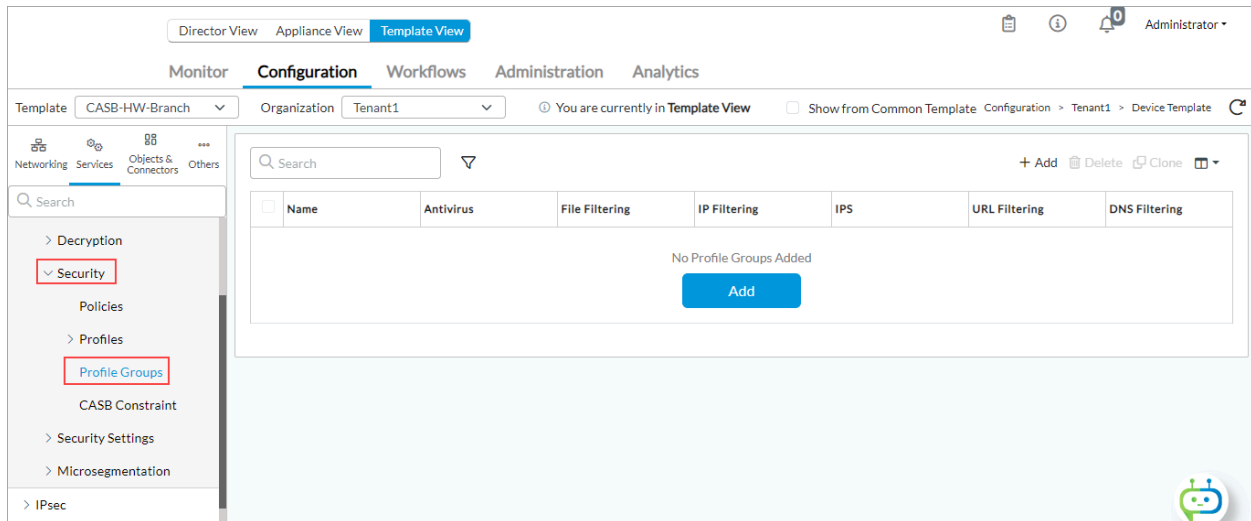 Director View Appliance View Template View
0
Administrator
Monitor Configuration Workflows Administration Analytics
Template CASB-HW-Branch Organization Tenant1 You are currently in Template View Show from Common Template Configuration > Tenant1 > Device Template
Networking Services Objects & Connectors Others
Search
Decryption
Security
Policies
Profiles
Profile Groups
CASB Constraint
Security Settings
Microsegmentation
IPsec
Search
+ Add Delete Clone
Name Antivirus File Filtering IP Filtering IPS URL Filtering DNS Filtering
No Profile Groups Added
Add